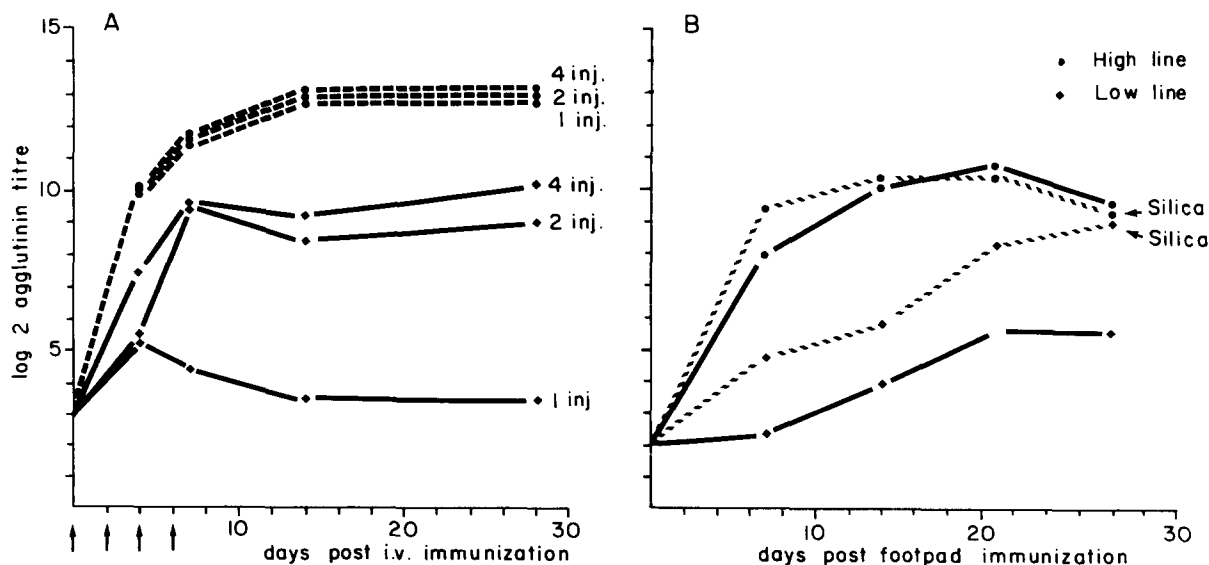 A
15
10
5
log 2 agglutinin titre
4 inj.
2 inj.
1 inj.
4 inj.
2 inj.
1 inj
10
20
30
days post i.v. immunization
B
High line
Low line
Silica
Silica
10
20
30
days post footpad immunization